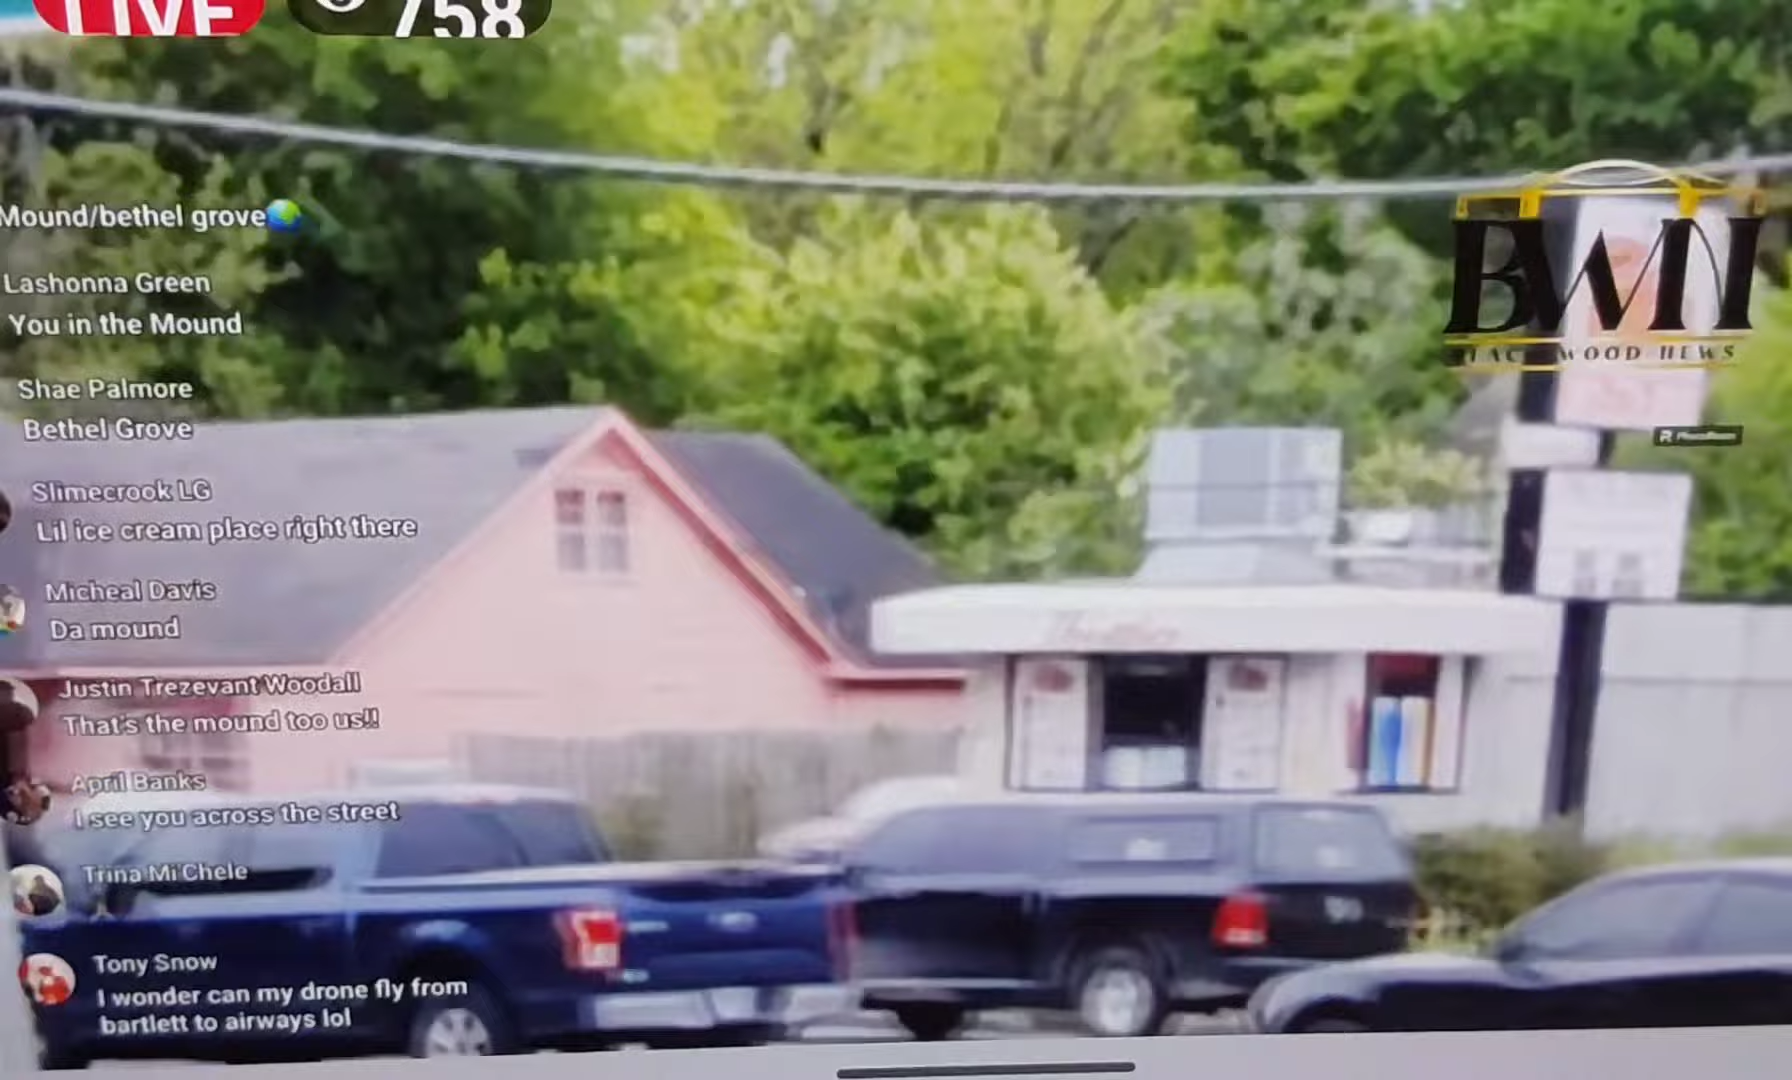 LIVE
758
Mound/bethel grove
Lashonna Green
You in the Mound
Shae Palmore
Bethel Grove
Slimecrook LG
Lil ice cream place right there
Micheal Davis
Da mound
Justin Trezevant Woodall
That's the mound too us!!
April Banks
I see you across the street
Trina Mi'Chele
Tony Snow
I wonder can my drone fly from
bartlett to airways lol
BWN
BLACKWOOD NEWS